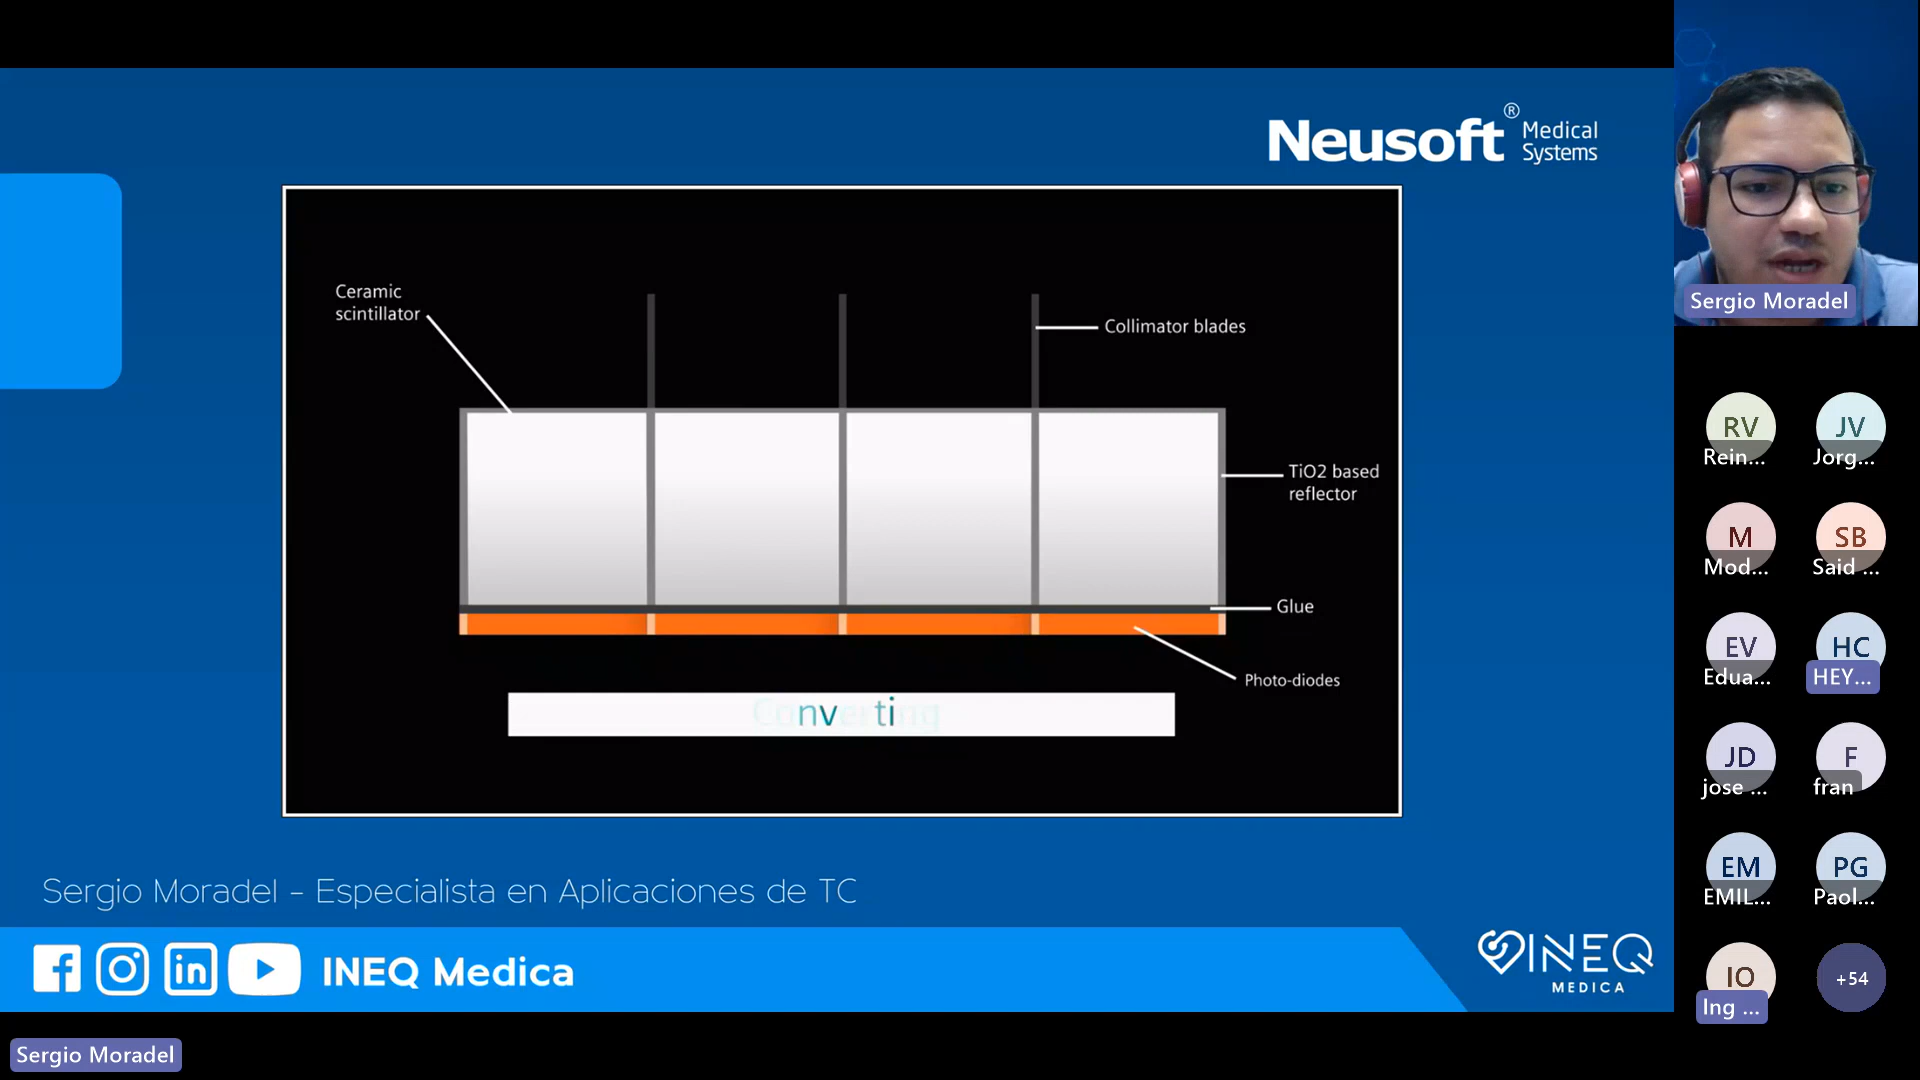 Neusoft®
Medical
Systems
Ceramic
scintillator
Collimator blades
TiO2 based
reflector
Glue
Photo-diodes
Converting
Sergio Moradel - Especialista en Aplicaciones de TC
in
INEQ Medica
INEQ
MEDICA
Sergio Moradel
Sergio Moradel
RV
Rein...
JV
Jorg...
M
Mod...
SB
Said ...
EV
Edua...
HC
HEY...
JD
jose ...
F
fran
EM
EMIL...
PG
Paol...
IO
Ing ...
+54